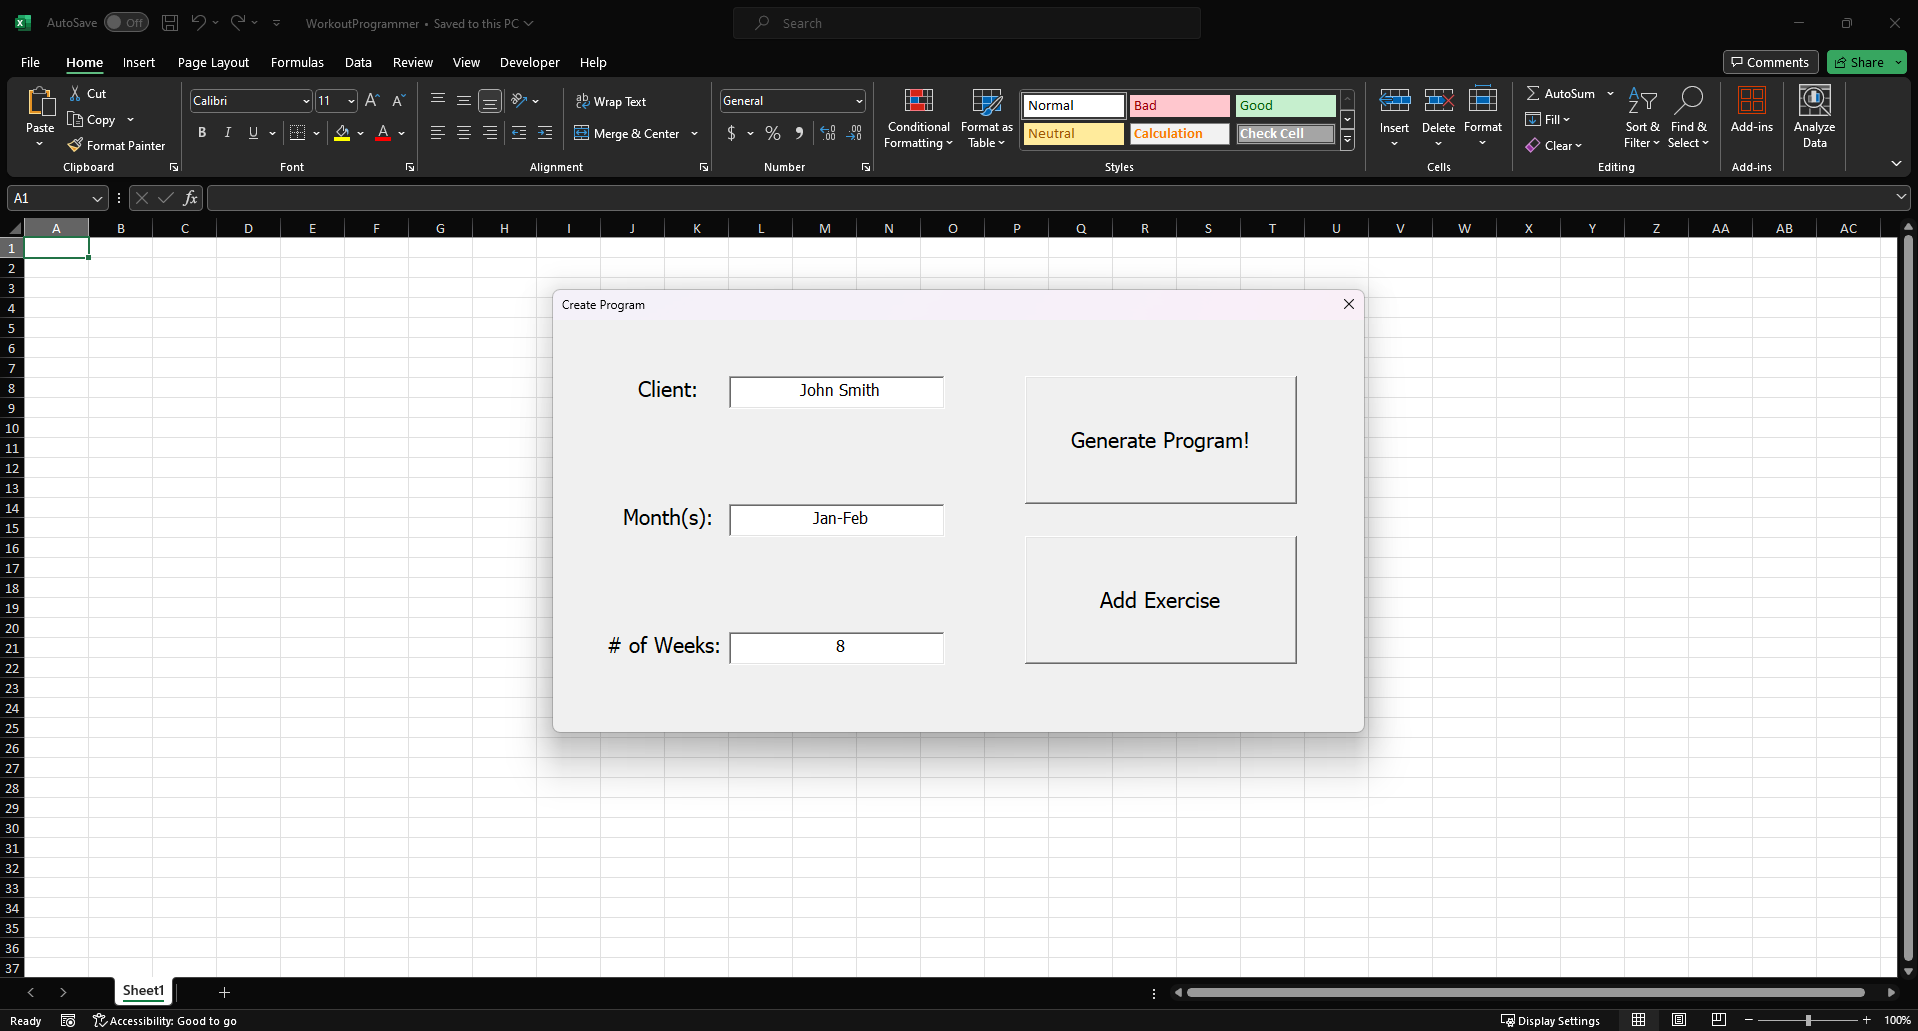 AutoSave Off WorkoutProgrammer • Saved to this PC Search
File Home Insert Page Layout Formulas Data Review View Developer Help Comments Share
Paste Cut Copy Format Painter Clipboard
Calibri 11 A A B I U A Font
ab Wrap Text Merge & Center Alignment
General $ % 9 Number
Conditional Formatting Format as Table Normal Bad Good Neutral Calculation Check Cell Styles
Insert Delete Format Cells
AutoSum Fill Clear Sort & Filter Find & Select Editing
Add-ins Add-ins
Analyze Data
A1 fx
A B C D E F G H I J K L M N O P Q R S T U V W X Y Z AA AB AC
1
2
3
4
5
6
7
8
9
10
11
12
13
14
15
16
17
18
19
20
21
22
23
24
25
26
27
28
29
30
31
32
33
34
35
36
37
Create Program
Client: John Smith
Generate Program!
Month(s): Jan-Feb
Add Exercise
# of Weeks: 8
Sheet1
Ready Accessibility: Good to go Display Settings 100%